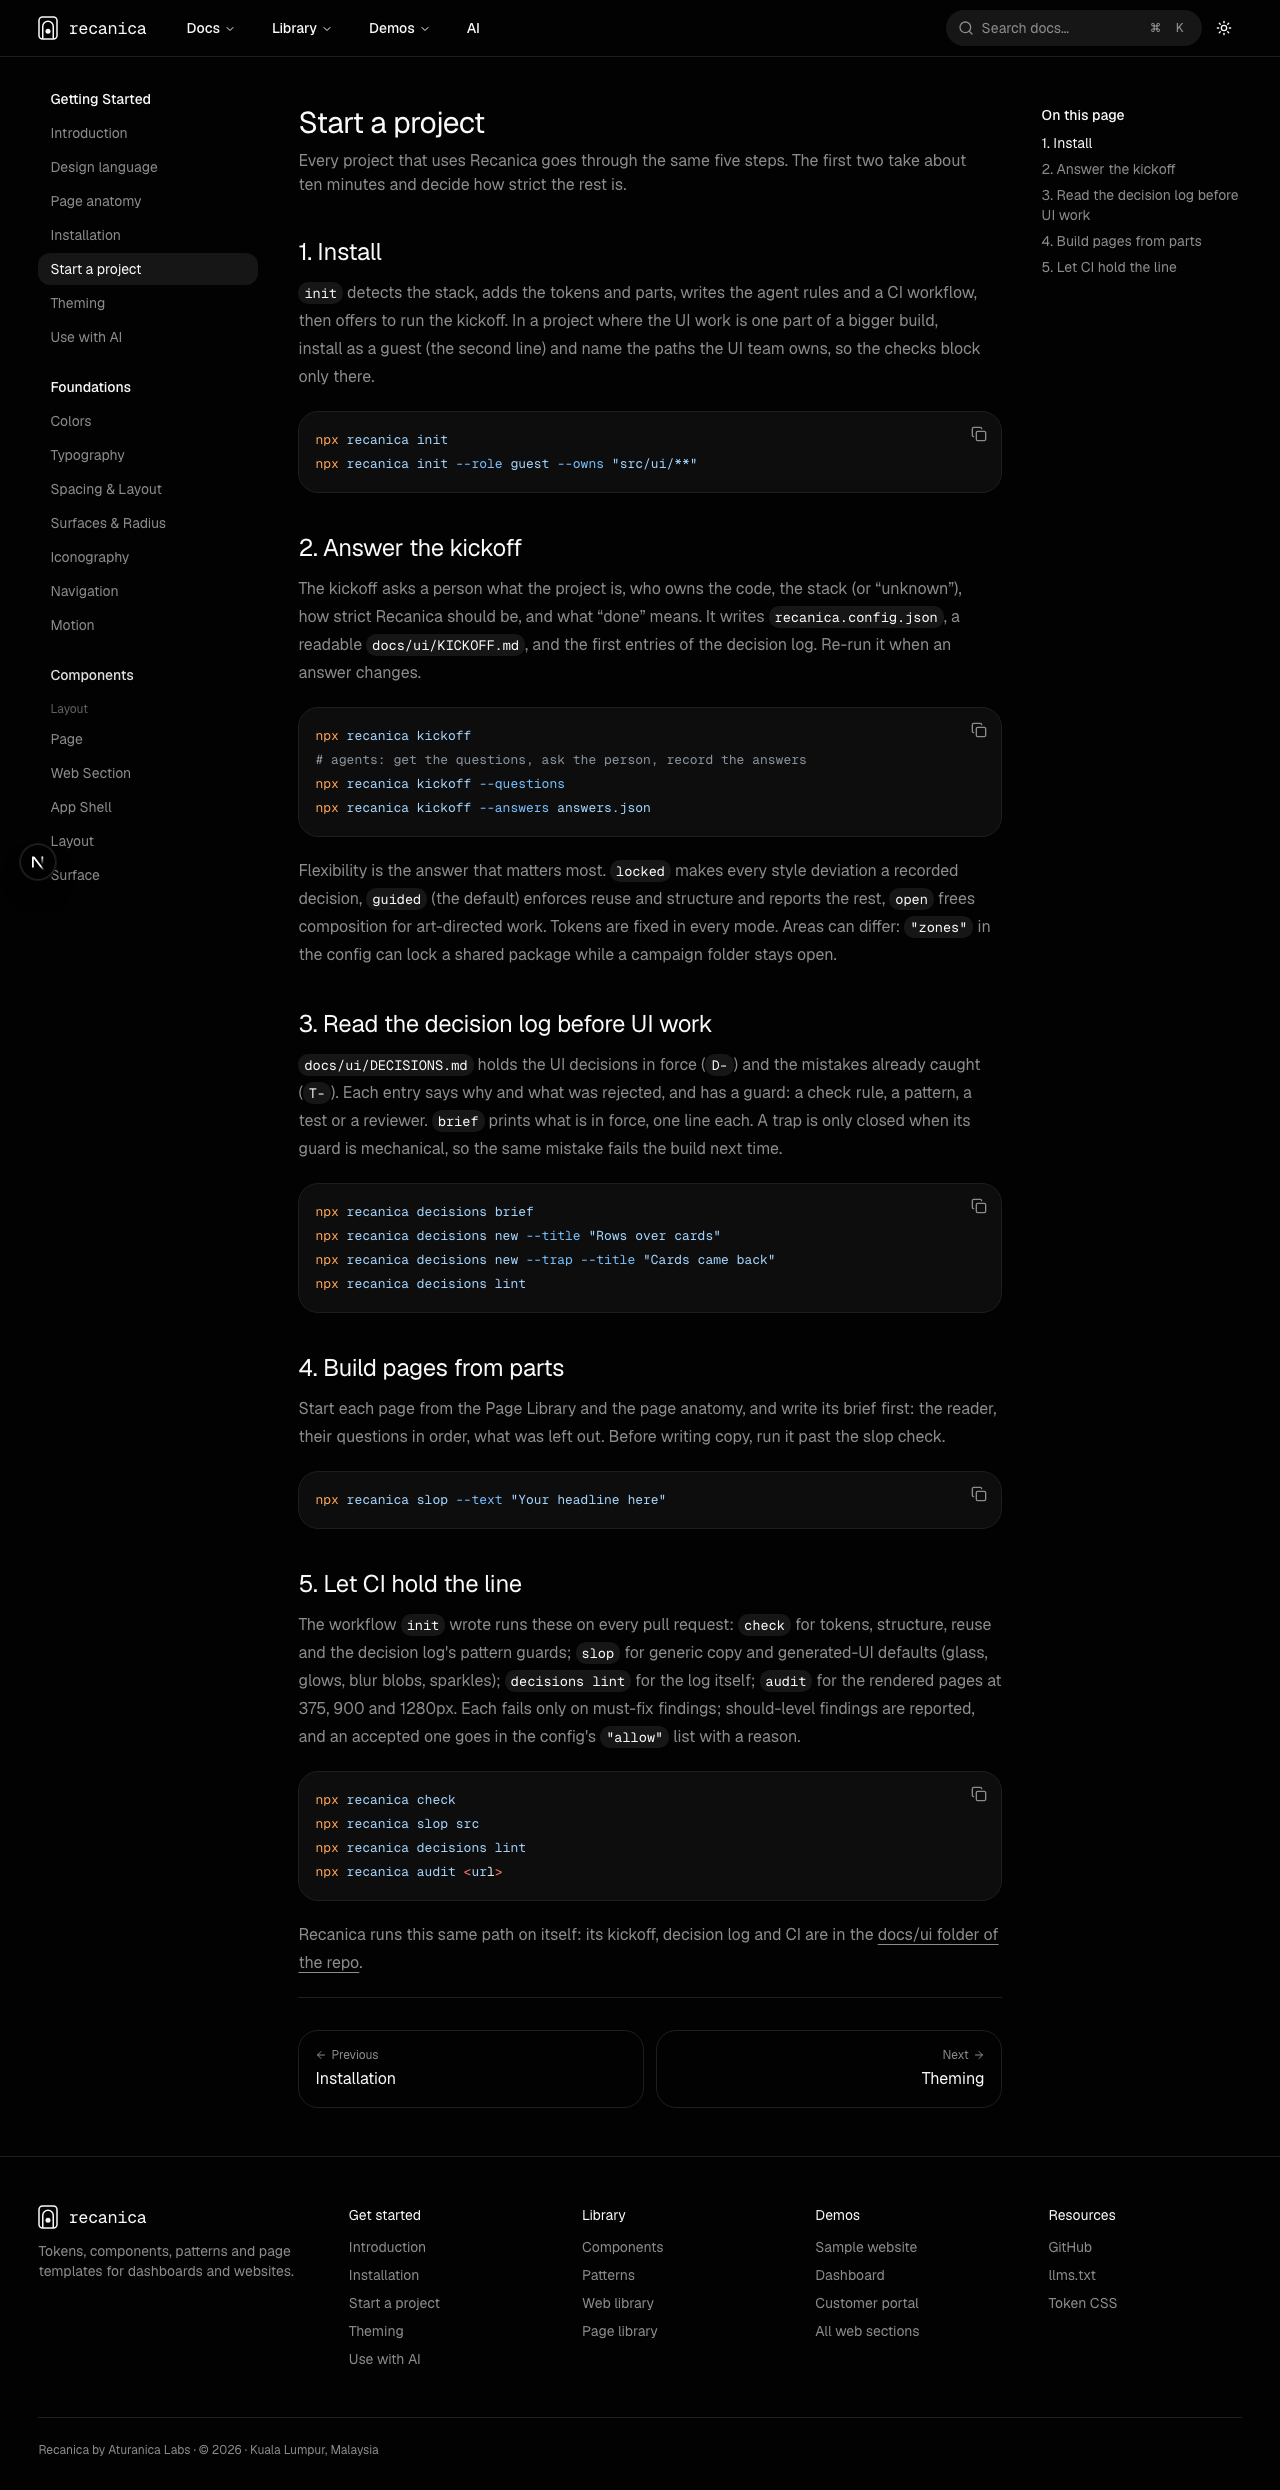 recanica
Docs
Library
Demos
AI
Search docs...
⌘ K
Getting Started
Introduction
Design language
Page anatomy
Installation
Start a project
Theming
Use with AI
Foundations
Colors
Typography
Spacing & Layout
Surfaces & Radius
Iconography
Navigation
Motion
Components
Layout
Page
Web Section
App Shell
Layout
Surface
N
Start a project
Every project that uses Recanica goes through the same five steps. The first two take about
ten minutes and decide how strict the rest is.
1. Install
init detects the stack, adds the tokens and parts, writes the agent rules and a CI workflow,
then offers to run the kickoff. In a project where the UI work is one part of a bigger build,
install as a guest (the second line) and name the paths the UI team owns, so the checks block
only there.
npx recanica init
npx recanica init --role guest --owns "src/ui/**"
2. Answer the kickoff
The kickoff asks a person what the project is, who owns the code, the stack (or “unknown”),
how strict Recanica should be, and what “done” means. It writes recanica.config.json, a
readable docs/ui/KICKOFF.md, and the first entries of the decision log. Re-run it when an
answer changes.
npx recanica kickoff
# agents: get the questions, ask the person, record the answers
npx recanica kickoff --questions
npx recanica kickoff --answers answers.json
Flexibility is the answer that matters most. locked makes every style deviation a recorded
decision, guided (the default) enforces reuse and structure and reports the rest, open frees
composition for art-directed work. Tokens are fixed in every mode. Areas can differ: "zones" in
the config can lock a shared package while a campaign folder stays open.
3. Read the decision log before UI work
docs/ui/DECISIONS.md holds the UI decisions in force (D-) and the mistakes already caught
(T-). Each entry says why and what was rejected, and has a guard: a check rule, a pattern, a
test or a reviewer. brief prints what is in force, one line each. A trap is only closed when its
guard is mechanical, so the same mistake fails the build next time.
npx recanica decisions brief
npx recanica decisions new --title "Rows over cards"
npx recanica decisions new --trap --title "Cards came back"
npx recanica decisions lint
4. Build pages from parts
Start each page from the Page Library and the page anatomy, and write its brief first: the reader,
their questions in order, what was left out. Before writing copy, run it past the slop check.
npx recanica slop --text "Your headline here"
5. Let CI hold the line
The workflow init wrote runs these on every pull request: check for tokens, structure, reuse
and the decision log's pattern guards; slop for generic copy and generated-UI defaults (glass,
glows, blur blobs, sparkles); decisions lint for the log itself; audit for the rendered pages at
375, 900 and 1280px. Each fails only on must-fix findings; should-level findings are reported,
and an accepted one goes in the config's "allow" list with a reason.
npx recanica check
npx recanica slop src
npx recanica decisions lint
npx recanica audit <url>
Recanica runs this same path on itself: its kickoff, decision log and CI are in the docs/ui folder of
the repo.
← Previous
Installation
Next →
Theming
On this page
1. Install
2. Answer the kickoff
3. Read the decision log before
UI work
4. Build pages from parts
5. Let CI hold the line
recanica
Tokens, components, patterns and page
templates for dashboards and websites.
Get started
Introduction
Installation
Start a project
Theming
Use with AI
Library
Components
Patterns
Web library
Page library
Demos
Sample website
Dashboard
Customer portal
All web sections
Resources
GitHub
llms.txt
Token CSS
Recanica by Aturanica Labs · © 2026 · Kuala Lumpur, Malaysia